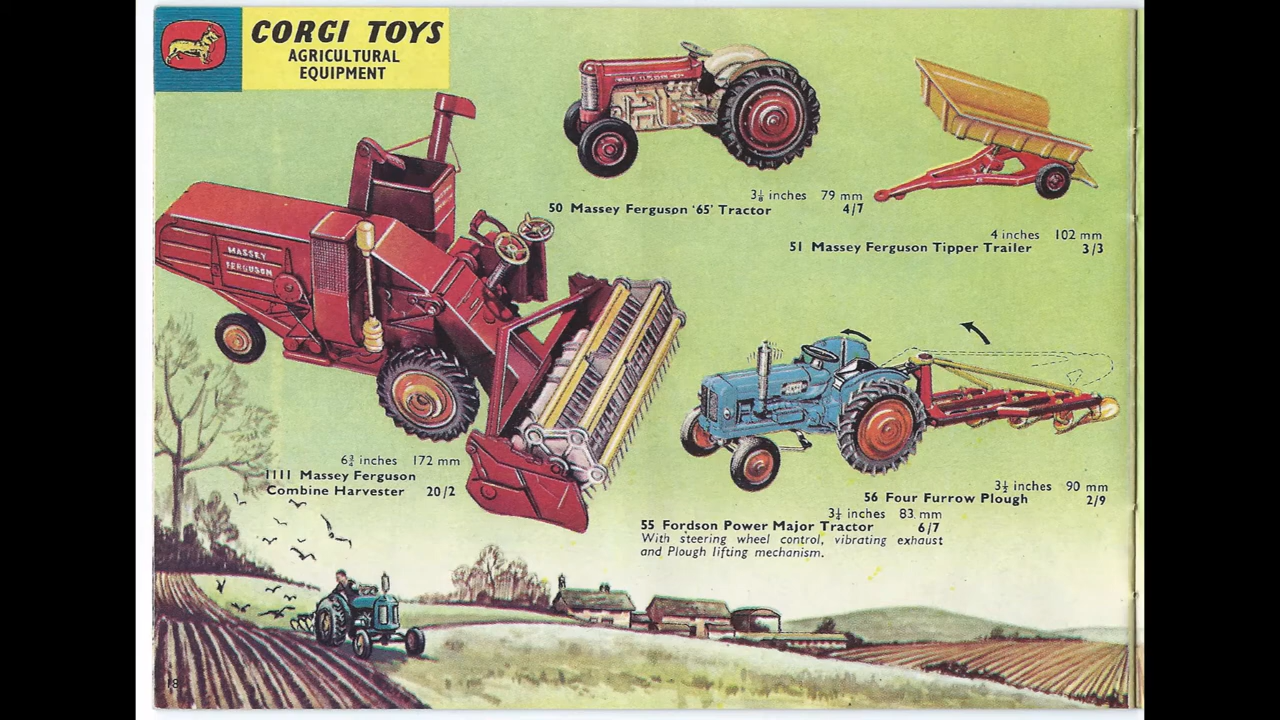 CORGI TOYS
AGRICULTURAL
EQUIPMENT
3⅛ inches 79 mm
50 Massey Ferguson '65' Tractor 4/7
4 inches 102 mm
51 Massey Ferguson Tipper Trailer 3/3
MASSEY
FERGUSON
6¾ inches 172 mm
1111 Massey Ferguson
Combine Harvester 20/2
3½ inches 90 mm
56 Four Furrow Plough 2/9
3¼ inches 83 mm
55 Fordson Power Major Tractor 6/7
With steering wheel control, vibrating exhaust
and Plough lifting mechanism.
18